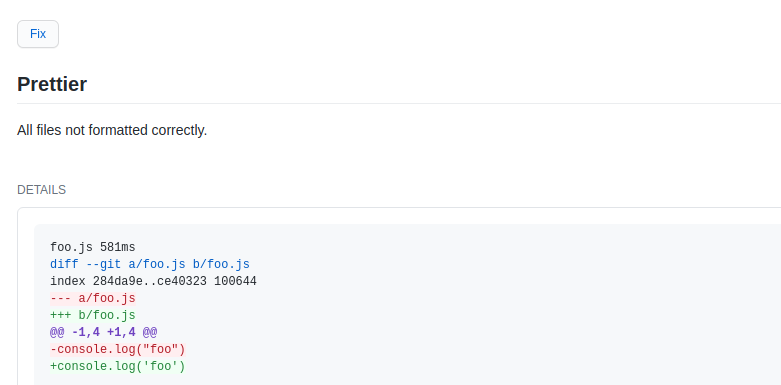 Fix
Prettier
All files not formatted correctly.
DETAILS
foo.js 581ms
diff --git a/foo.js b/foo.js
index 284da9e..ce40323 100644
--- a/foo.js
+++ b/foo.js
@@ -1,4 +1,4 @@
-console.log("foo")
+console.log('foo')